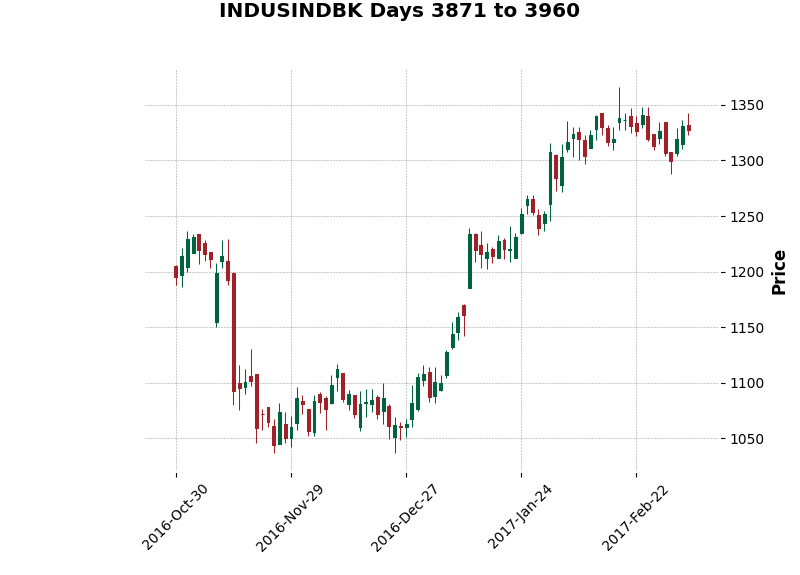 INDUSINDBK Days 3871 to 3960
1350
1300
1250
1200
1150
1100
1050
Price
2016-Oct-30
2016-Nov-29
2016-Dec-27
2017-Jan-24
2017-Feb-22